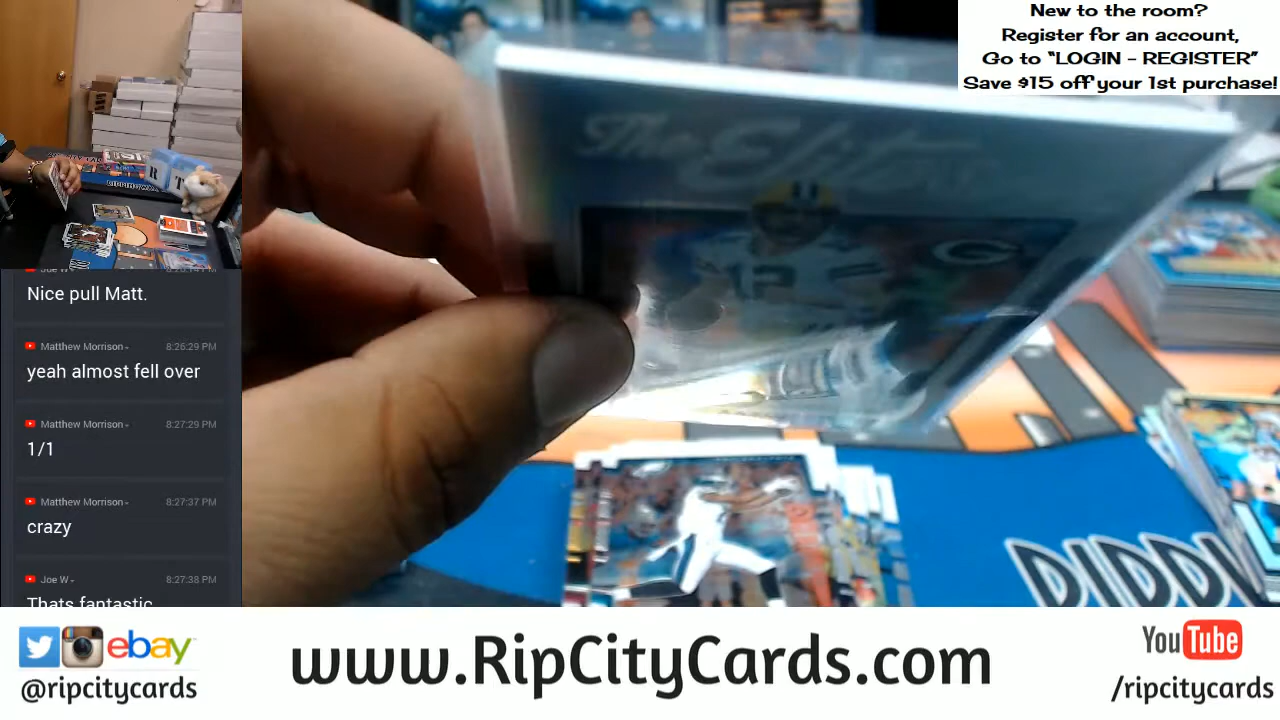 New to the room?
Register for an account,
Go to “LOGIN - REGISTER”
Save $15 off your 1st purchase!
Nice pull Matt.
Matthew Morrison 8:26:29 PM
yeah almost fell over
Matthew Morrison 8:27:29 PM
1/1
Matthew Morrison 8:27:37 PM
crazy
Joe W 8:27:38 PM
Thats fantastic
The
12
G
R T
ebay
@ripcitycards
www.RipCityCards.com
YouTube
/ripcitycards